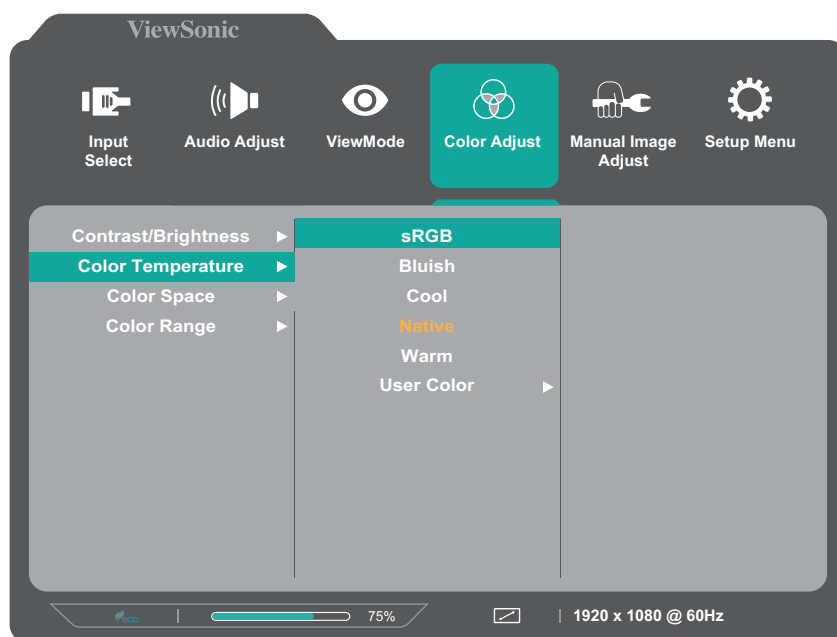 ViewSonic
Input
Select
Audio Adjust
ViewMode
Color Adjust
Manual Image
Adjust
Setup Menu
Contrast/Brightness
Color Temperature
Color Space
Color Range
sRGB
Bluish
Cool
Native
Warm
User Color
eco
75%
1920 x 1080 @ 60Hz